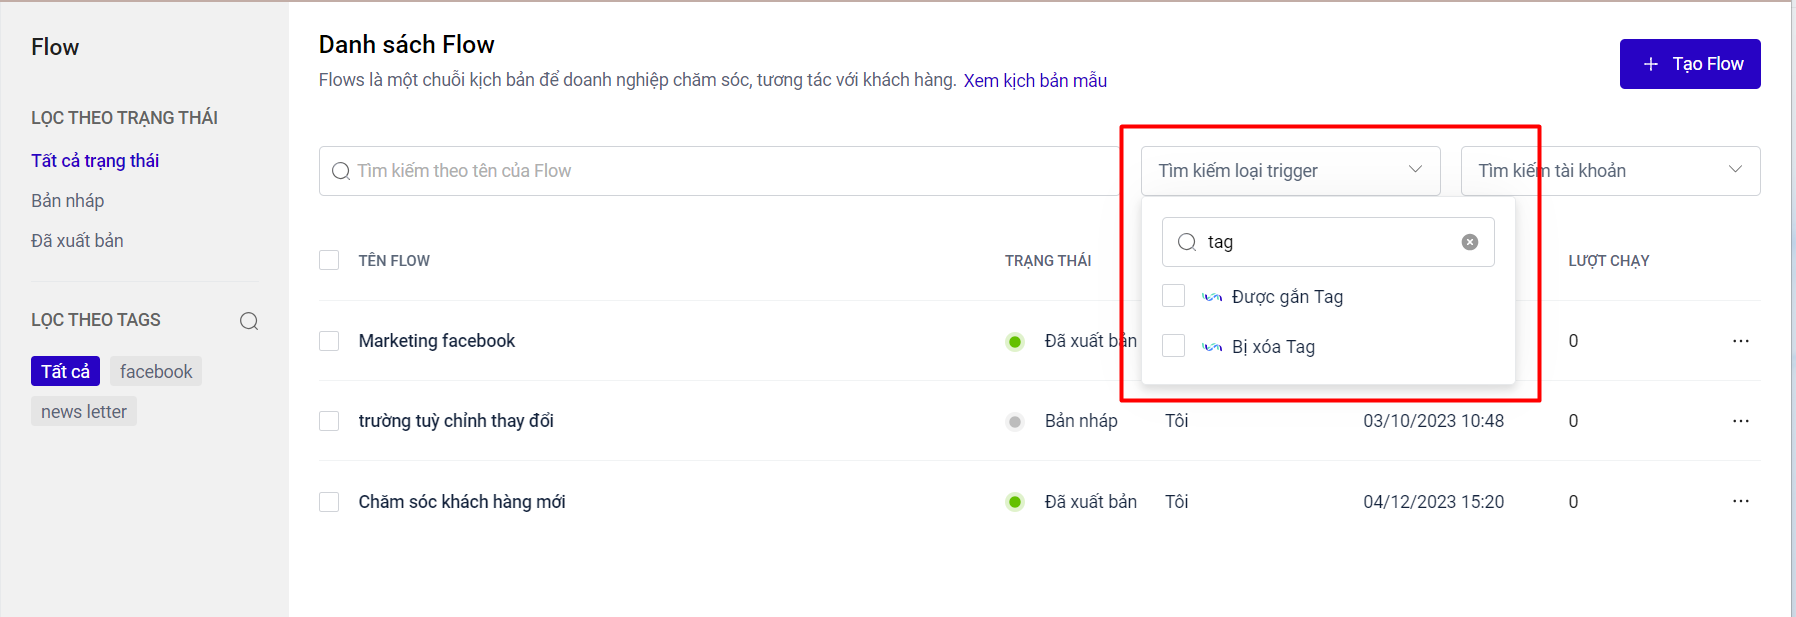 Flow
LỌC THEO TRẠNG THÁI
Tất cả trạng thái
Bản nháp
Đã xuất bản
LỌC THEO TAGS
Tất cả
facebook
news letter
Danh sách Flow
Flows là một chuỗi kịch bản để doanh nghiệp chăm sóc, tương tác với khách hàng. Xem kịch bản mẫu
+ Tạo Flow
Tìm kiếm theo tên của Flow
Tìm kiếm loại trigger
Tìm kiếm tài khoản
tag
Được gắn Tag
Bị xóa Tag
TÊN FLOW
TRẠNG THÁI
LƯỢT CHẠY
Marketing facebook
Đã xuất bản
0
trường tuỳ chỉnh thay đổi
Bản nháp
Tôi
03/10/2023 10:48
0
Chăm sóc khách hàng mới
Đã xuất bản
Tôi
04/12/2023 15:20
0